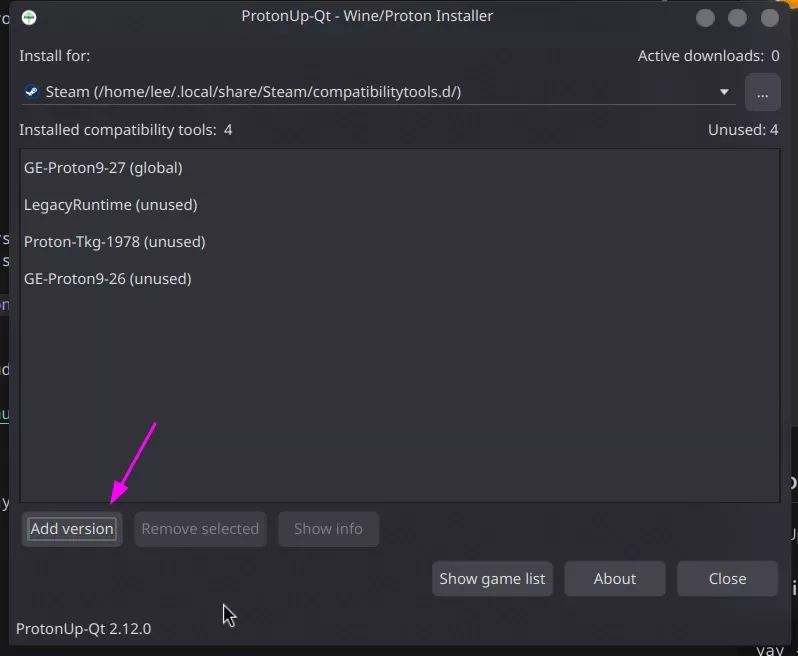 ProtonUp-Qt - Wine/Proton Installer
Install for:
Active downloads: 0
Steam (/home/lee/.local/share/Steam/compatibilitytools.d/)
...
Installed compatibility tools: 4
Unused: 4
GE-Proton9-27 (global)
LegacyRuntime (unused)
Proton-Tkg-1978 (unused)
GE-Proton9-26 (unused)
Add version
Remove selected
Show info
Show game list
About
Close
ProtonUp-Qt 2.12.0
yay